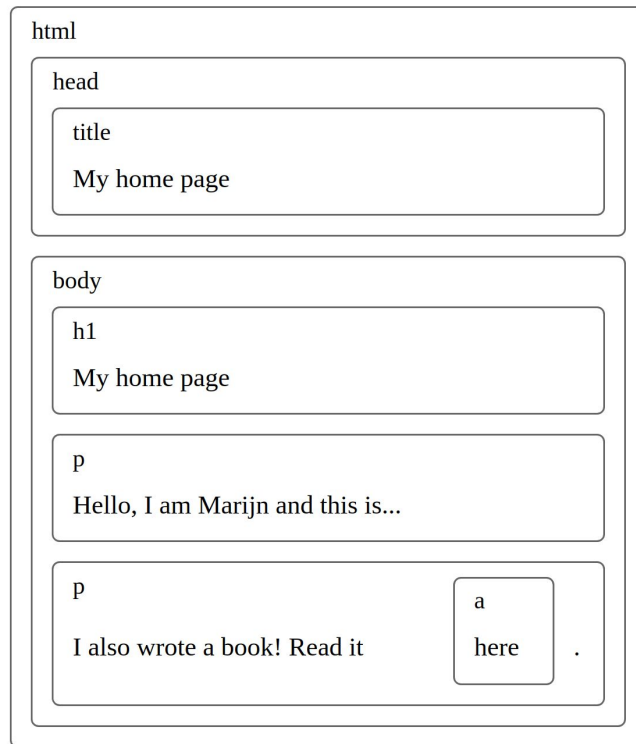 html
head
title
My home page
body
h1
My home page
p
Hello, I am Marijn and this is...
p
a
I also wrote a book! Read it here .